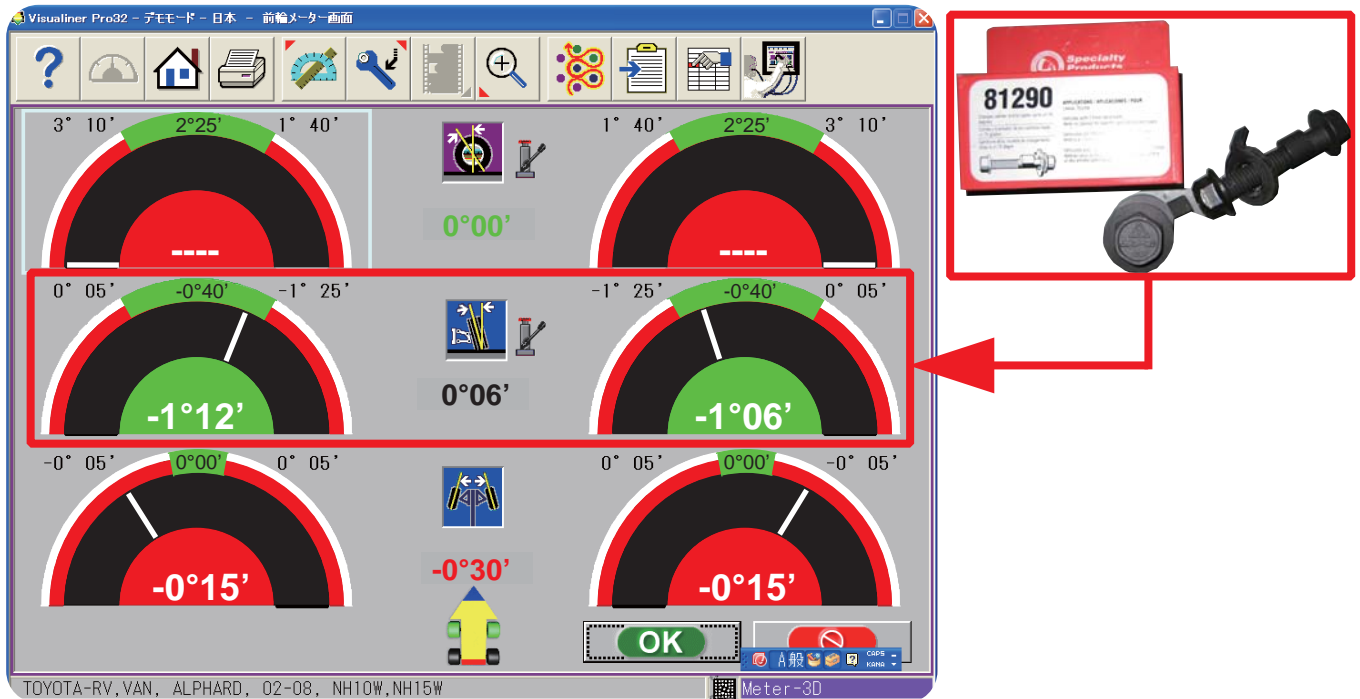 Visualiner Pro32 - デモモード - 日本 - 前輪メーター画面
3° 10' 2°25' 1° 40'
1° 40' 2°25' 3° 10'
----
0°00'
----
0° 05' -0°40' -1° 25'
-1° 25' -0°40' 0° 05'
-1°12'
0°06'
-1°06'
-0° 05' 0°00' 0° 05'
0° 05' 0°00' -0° 05'
-0°15'
-0°30'
-0°15'
OK
A 般
CAPS
KANA
TOYOTA-RV,VAN, ALPHARD, 02-08, NH10W,NH15W
Meter-3D
Specialty
Products
81290